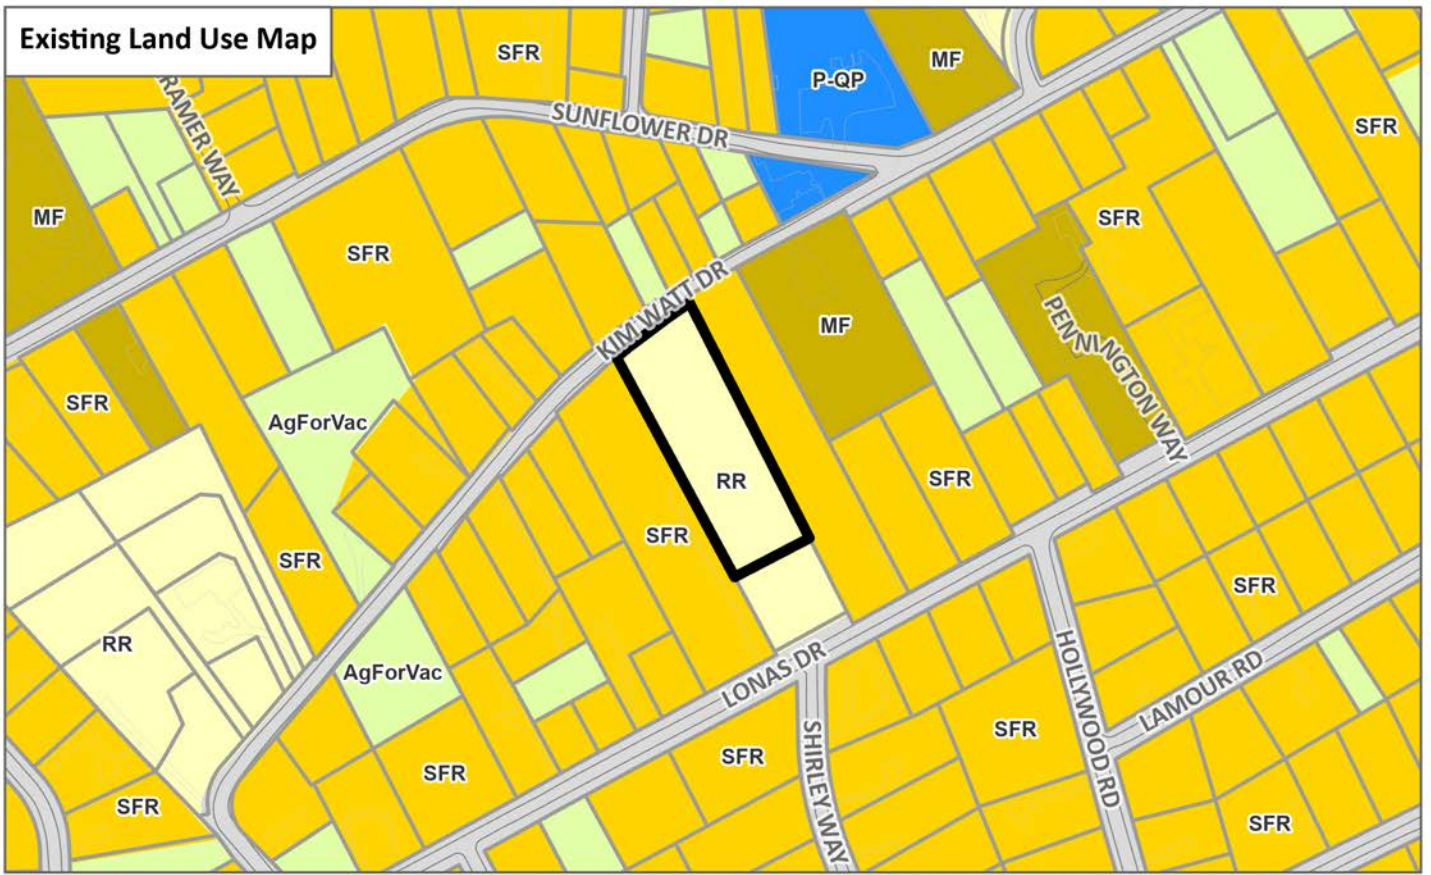 Existing Land Use Map
SFR
MF
P-QP
RAMER WAY
SUNFLOWER DR
SFR
MF
SFR
SFR
KIM WATT DR
MF
PENNINGTON WAY
SFR
AgForVac
RR
SFR
SFR
SFR
SFR
RR
AgForVac
LONAS DR
HOLLYWOOD RD
LAMOUR RD
SFR
SFR
SFR
SHIRLEY WAY
SFR
SFR